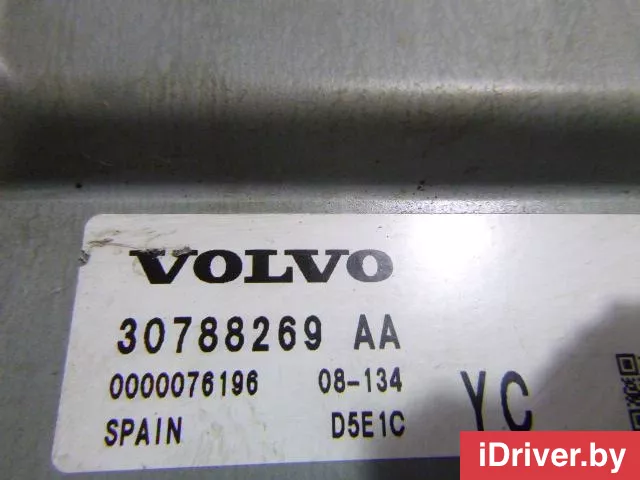 VOLVO
30788269 AA
0000076196 08-134
SPAIN D5E1C YC
iDriver.by